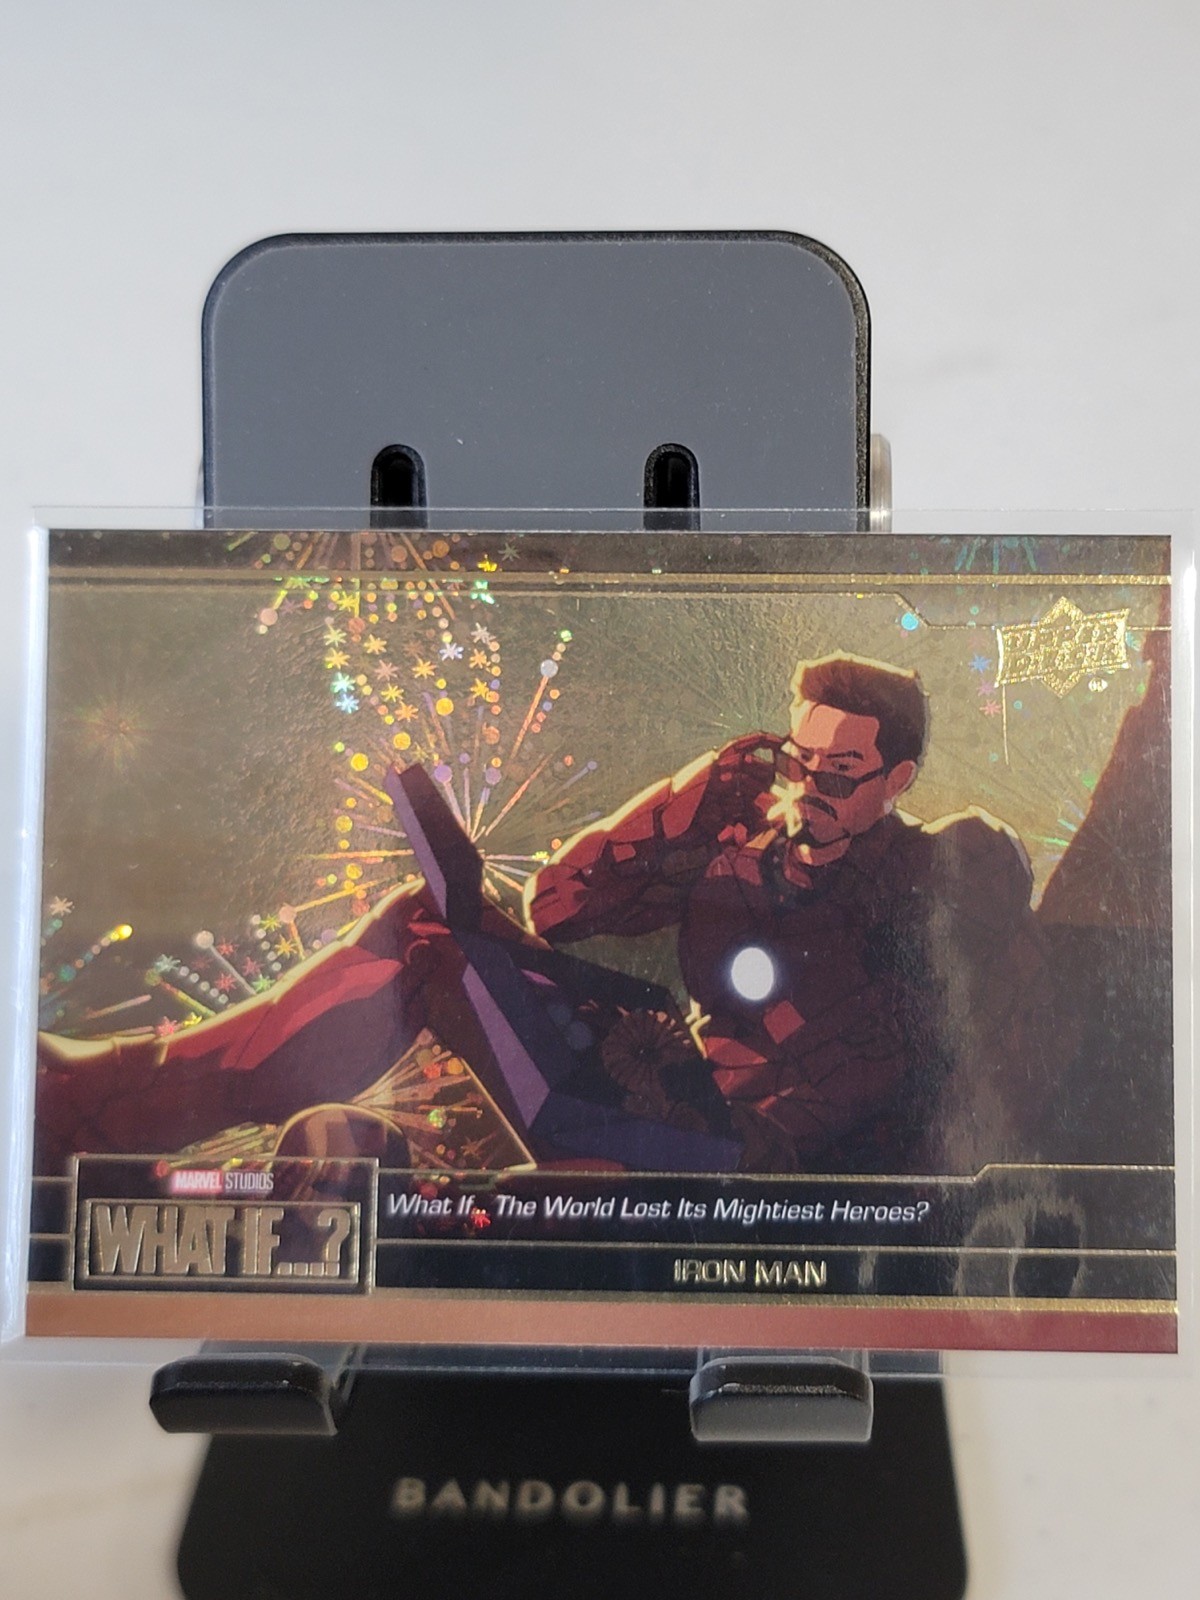 UPPER DECK
MARVEL STUDIOS
WHAT IF...?
What If... The World Lost Its Mightiest Heroes?
IRON MAN
BANDOLIER